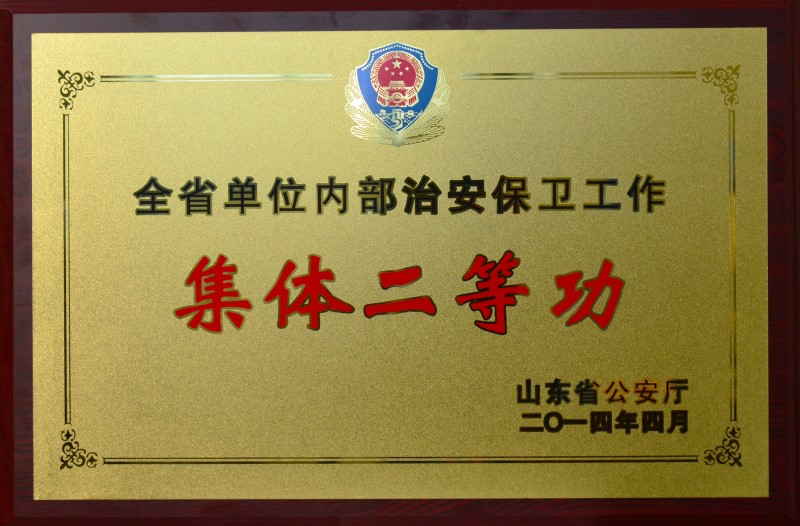 全省单位内部治安保卫工作
集体二等功
山东省公安厅
二〇一四年四月